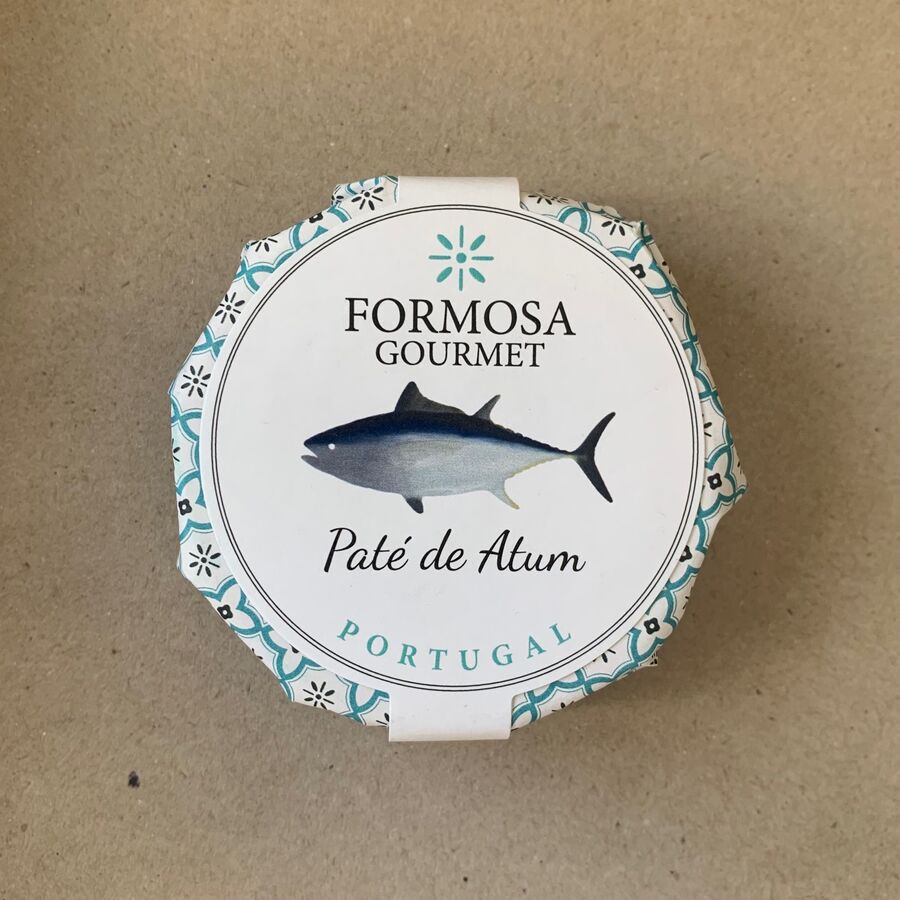 FORMOSA
GOURMET
Paté de Atum
PORTUGAL